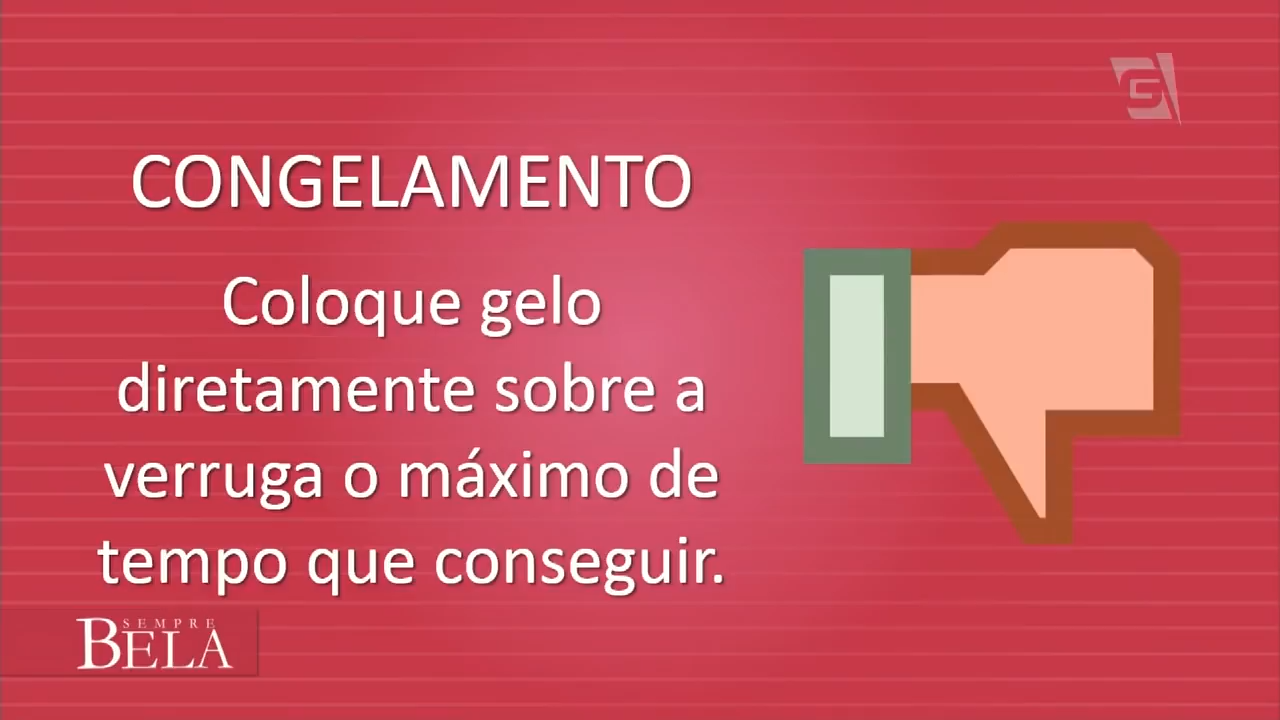 CONGELAMENTO
Coloque gelo
diretamente sobre a
verruga o máximo de
tempo que conseguir.
SEMPRE
BELA